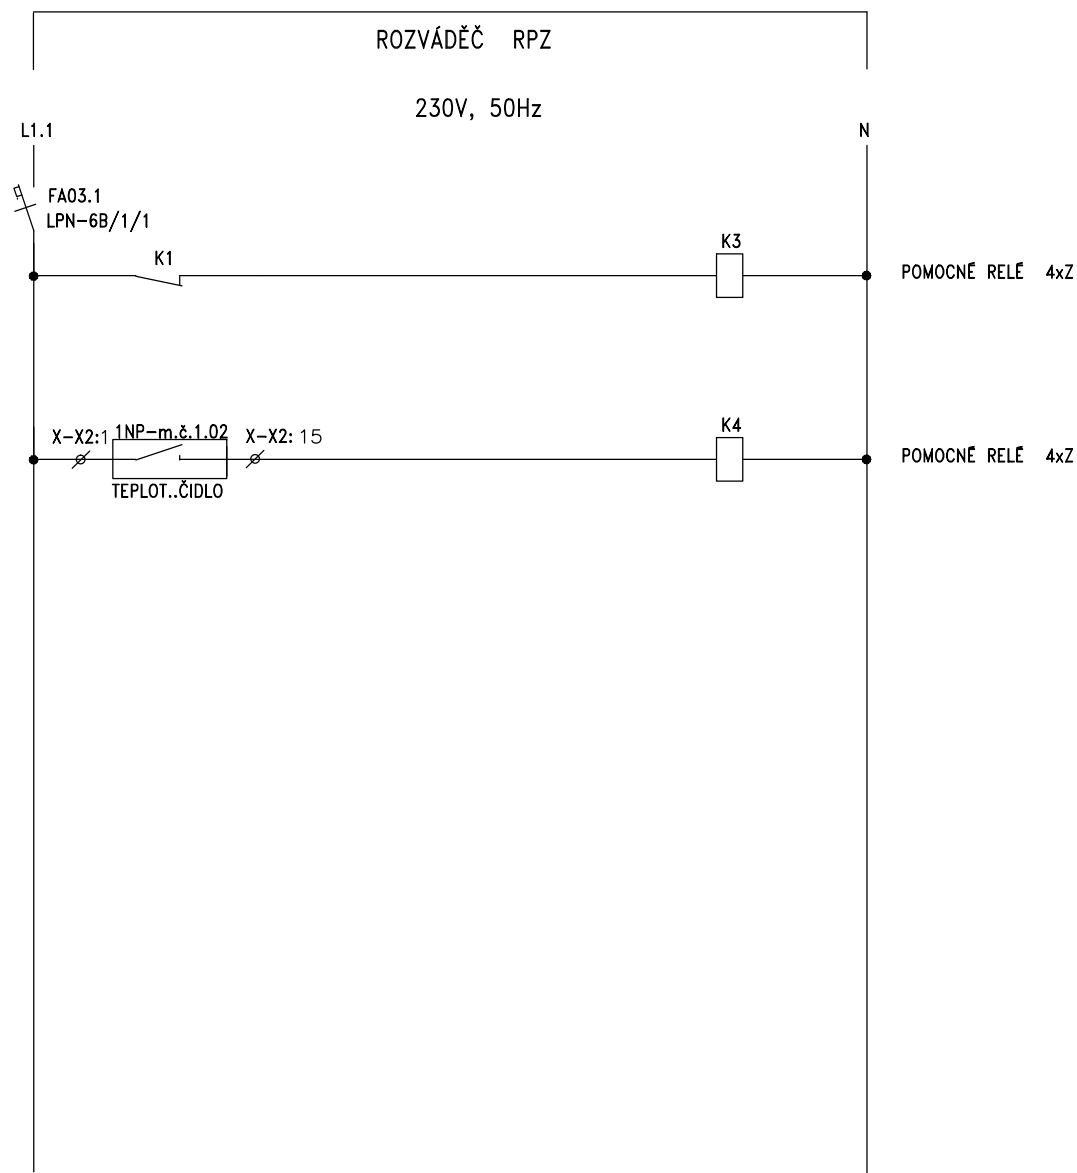 ROZVÁDĚČ RPZ
230V, 50Hz
L1.1
N
FA03.1
LPN-6B/1/1
K1
K3
POMOCNÉ RELÉ 4xZ
X-X2:1
1NP-m.č.1.02
X-X2: 15
K4
POMOCNÉ RELÉ 4xZ
TEPLOT..ČIDLO